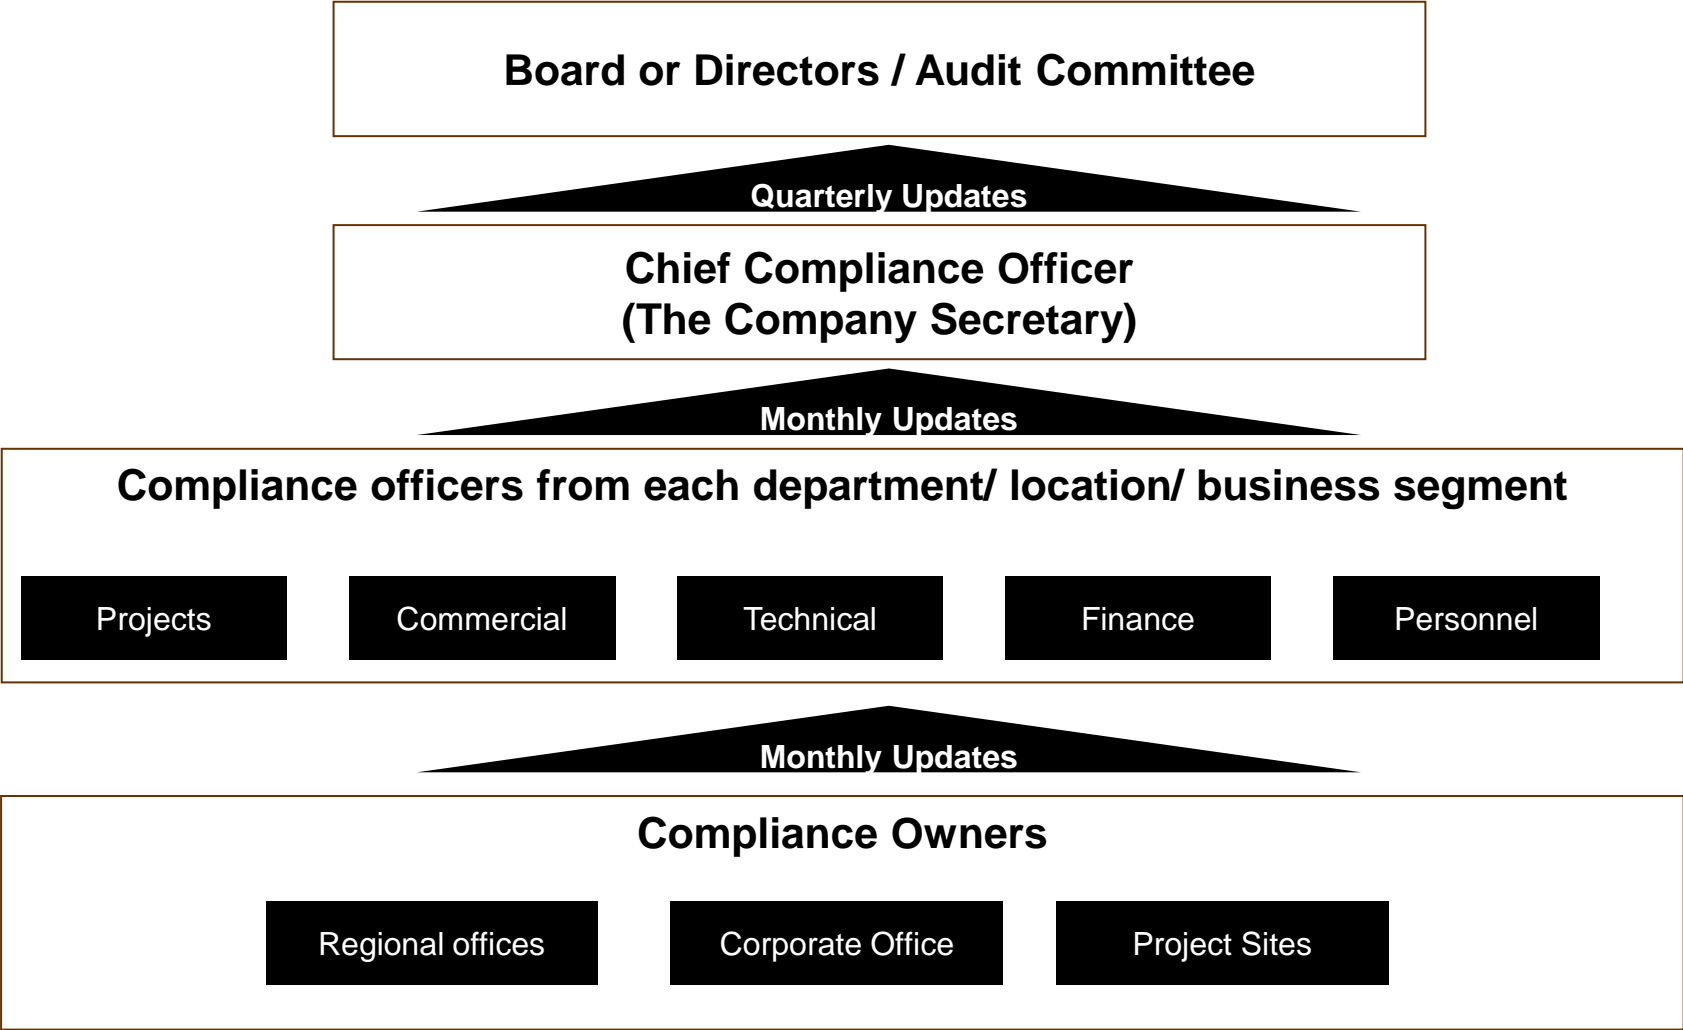 Board or Directors / Audit Committee
Quarterly Updates
Chief Compliance Officer
(The Company Secretary)
Monthly Updates
Compliance officers from each department/ location/ business segment
Projects
Commercial
Technical
Finance
Personnel
Monthly Updates
Compliance Owners
Regional offices
Corporate Office
Project Sites